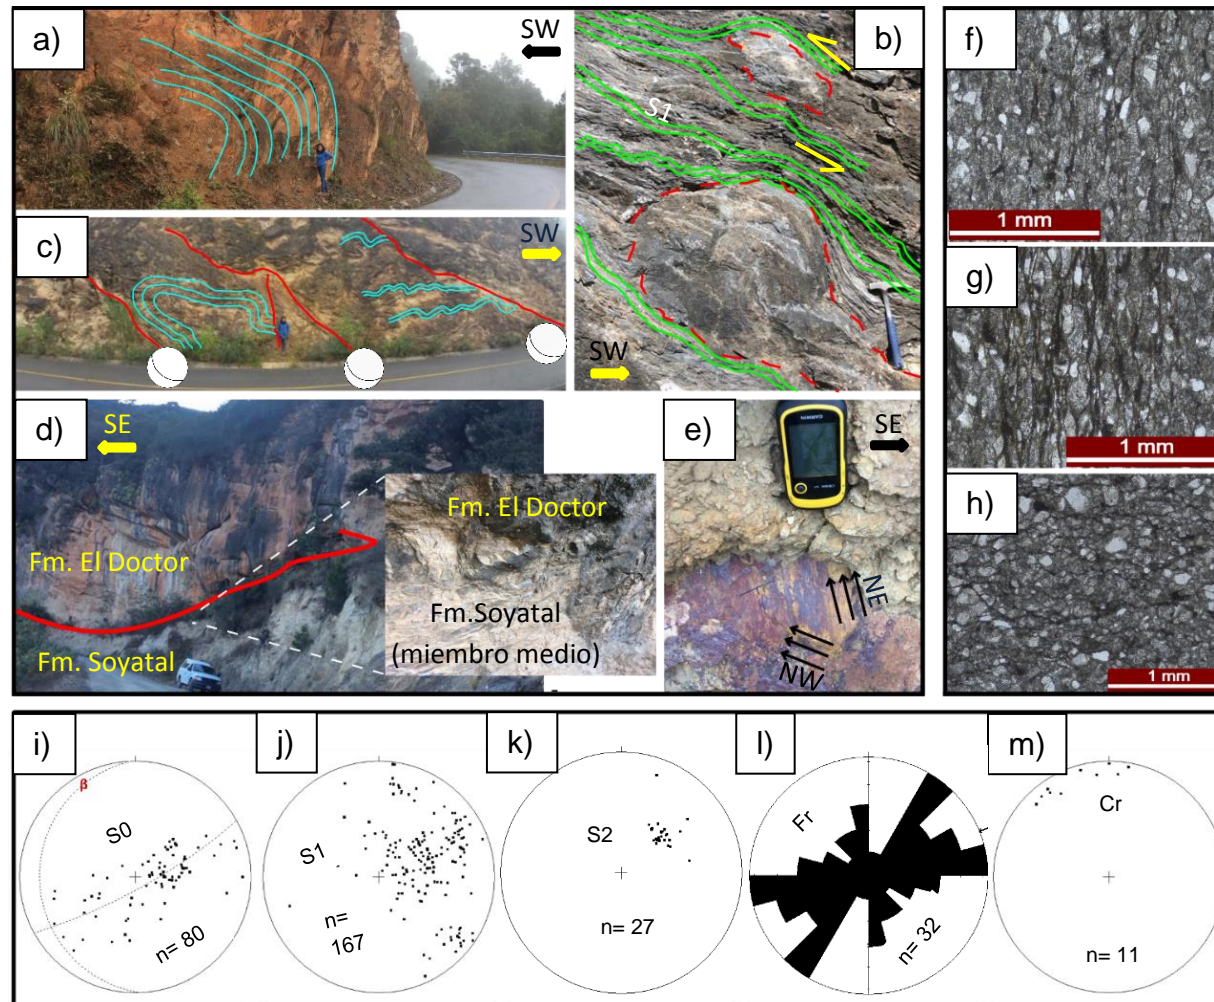 a)
SW
b)
S1
SW
c)
SW
d)
SE
Fm. El Doctor
Fm. Soyatal
Fm. El Doctor
Fm.Soyatal
(miembro medio)
e)
SE
GARMIN
NE
NW
f)
1 mm
g)
1 mm
h)
1 mm
i)
β
S0
n= 80
j)
S1
n=
167
k)
S2
n= 27
l)
Fr
n= 32
m)
Cr
n= 11